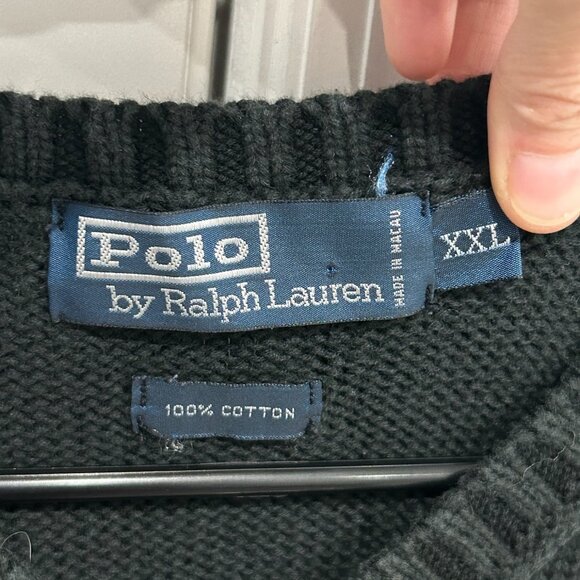 Polo
by Ralph Lauren
MADE IN MACAU
XXL
100% COTTON